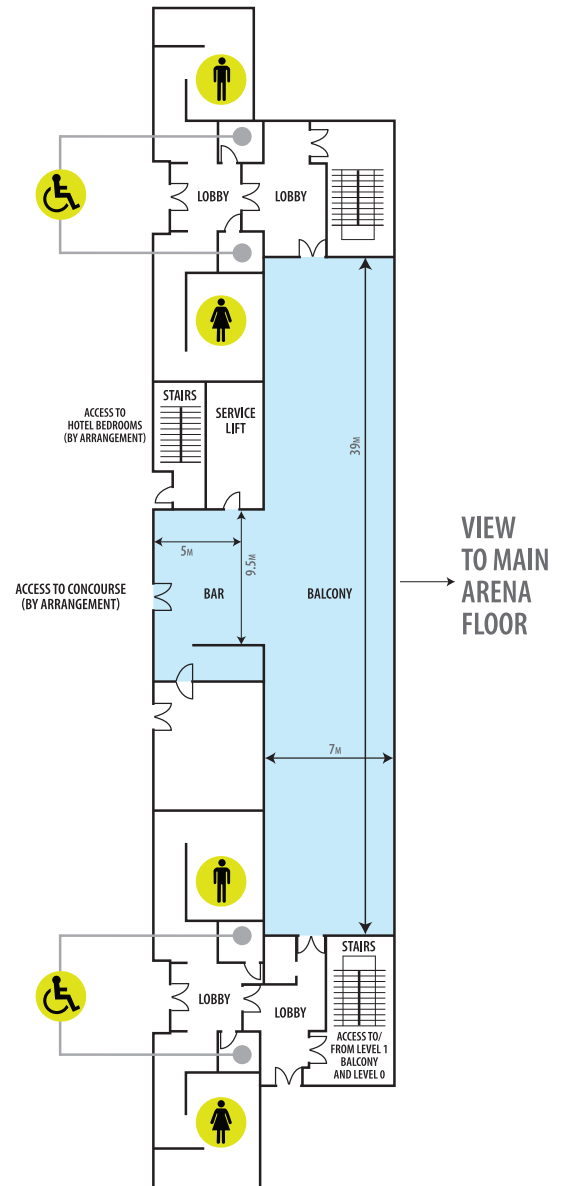 LOBBY
LOBBY
STAIRS
ACCESS TO
HOTEL BEDROOMS
(BY ARRANGEMENT)
SERVICE
LIFT
39M
5M
9.5M
VIEW
TO MAIN
ARENA
FLOOR
ACCESS TO CONCOURSE
(BY ARRANGEMENT)
BAR
BALCONY
7M
STAIRS
LOBBY
LOBBY
ACCESS TO/
FROM LEVEL 1
BALCONY
AND LEVEL 0